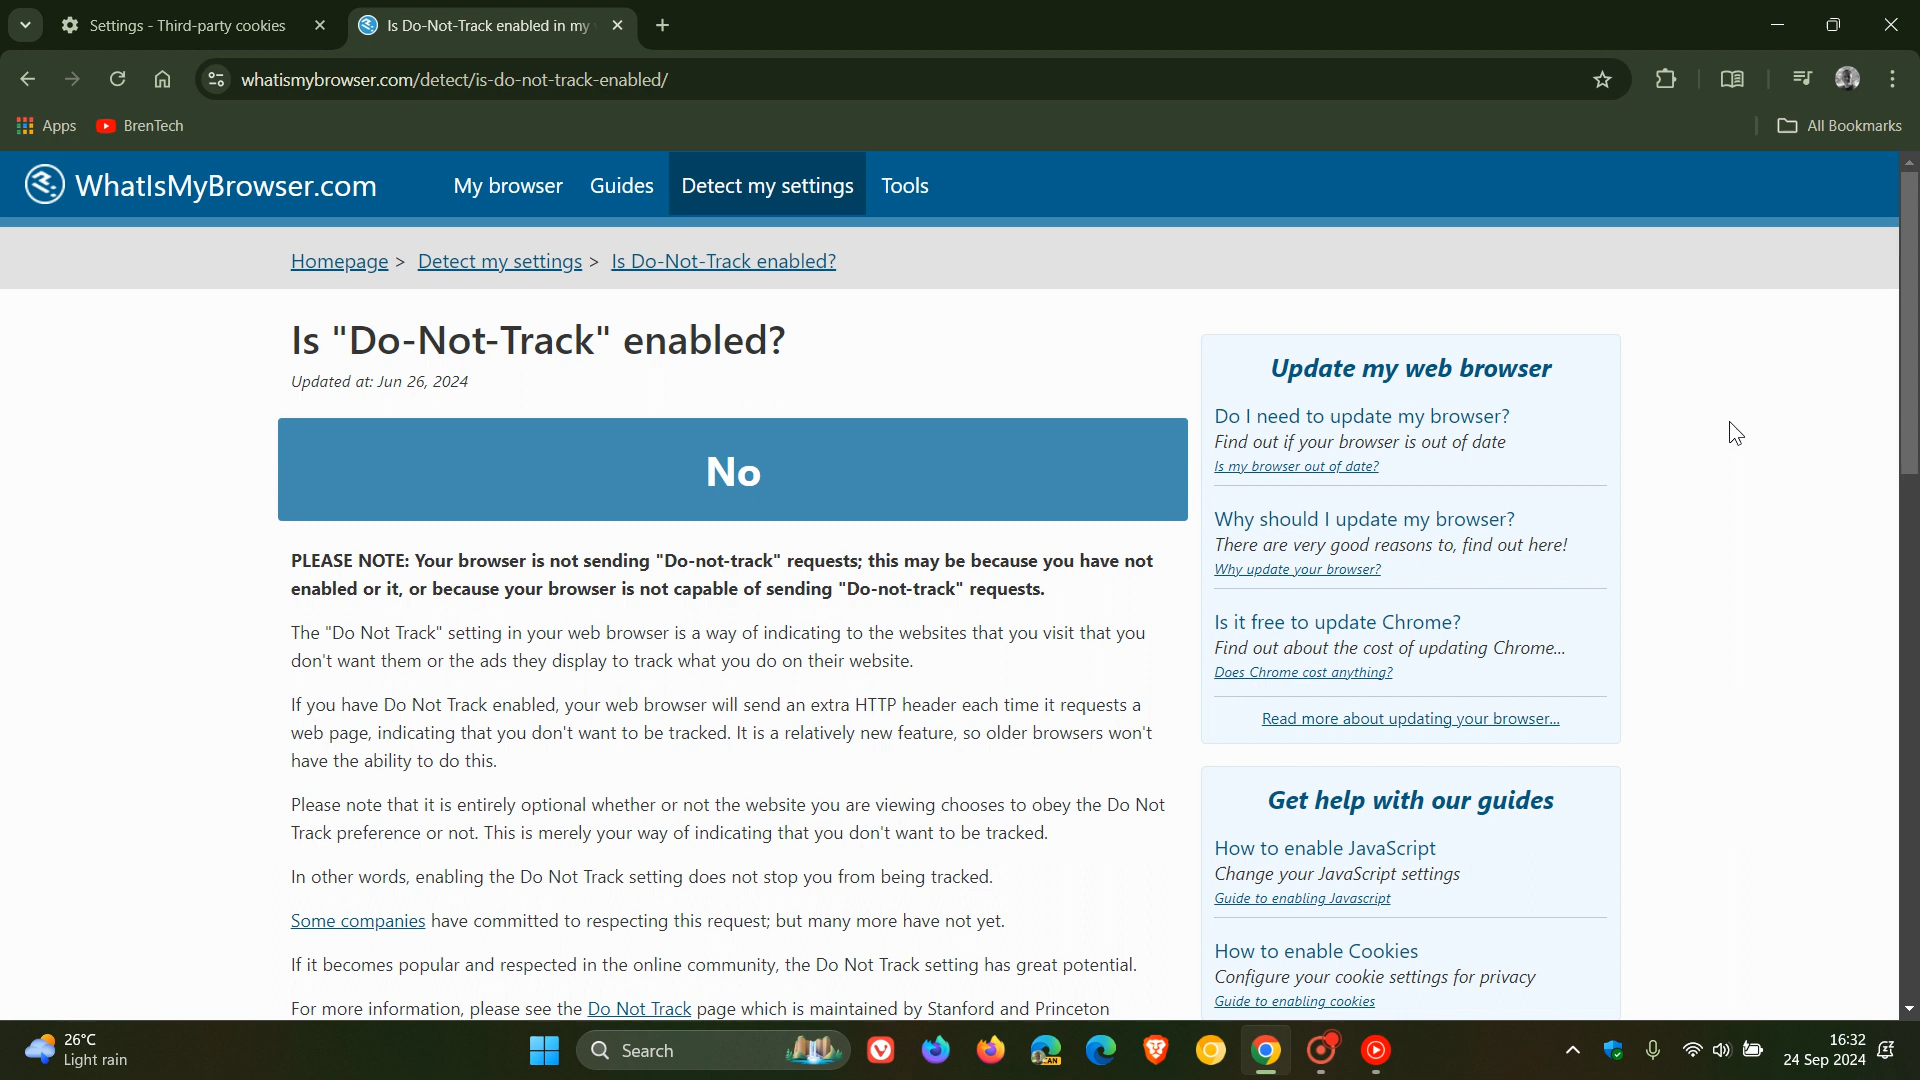 Settings - Third-party cookies
Is Do-Not-Track enabled in my
whatismybrowser.com/detect/is-do-not-track-enabled/
Apps
BrenTech
All Bookmarks
WhatIsMyBrowser.com
My browser
Guides
Detect my settings
Tools
Homepage > Detect my settings > Is Do-Not-Track enabled?
Is "Do-Not-Track" enabled?
Updated at: Jun 26, 2024
No
PLEASE NOTE: Your browser is not sending "Do-not-track" requests; this may be because you have not
enabled or it, or because your browser is not capable of sending "Do-not-track" requests.
The "Do Not Track" setting in your web browser is a way of indicating to the websites that you visit that you
don't want them or the ads they display to track what you do on their website.
If you have Do Not Track enabled, your web browser will send an extra HTTP header each time it requests a
web page, indicating that you don't want to be tracked. It is a relatively new feature, so older browsers won't
have the ability to do this.
Please note that it is entirely optional whether or not the website you are viewing chooses to obey the Do Not
Track preference or not. This is merely your way of indicating that you don't want to be tracked.
In other words, enabling the Do Not Track setting does not stop you from being tracked.
Some companies have committed to respecting this request; but many more have not yet.
If it becomes popular and respected in the online community, the Do Not Track setting has great potential.
For more information, please see the Do Not Track page which is maintained by Stanford and Princeton
Update my web browser
Do I need to update my browser?
Find out if your browser is out of date
Is my browser out of date?
Why should I update my browser?
There are very good reasons to, find out here!
Why update your browser?
Is it free to update Chrome?
Find out about the cost of updating Chrome...
Does Chrome cost anything?
Read more about updating your browser...
Get help with our guides
How to enable JavaScript
Change your JavaScript settings
Guide to enabling Javascript
How to enable Cookies
Configure your cookie settings for privacy
Guide to enabling cookies
26°C
Light rain
Search
CAN
16:32
24 Sep 2024